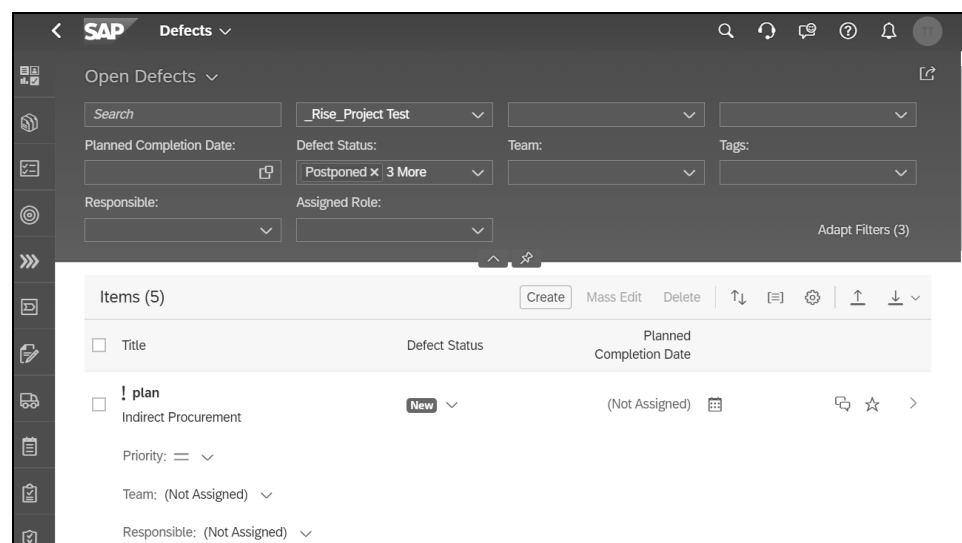 SAP Defects
TT
Open Defects
Search _Rise_Project Test
Planned Completion Date: Defect Status: Team: Tags:
Postponed × 3 More
Responsible: Assigned Role:
Adapt Filters (3)
Items (5) Create Mass Edit Delete
Title Defect Status Planned
Completion Date
! plan
New (Not Assigned)
Indirect Procurement
Priority:
Team: (Not Assigned)
Responsible: (Not Assigned)